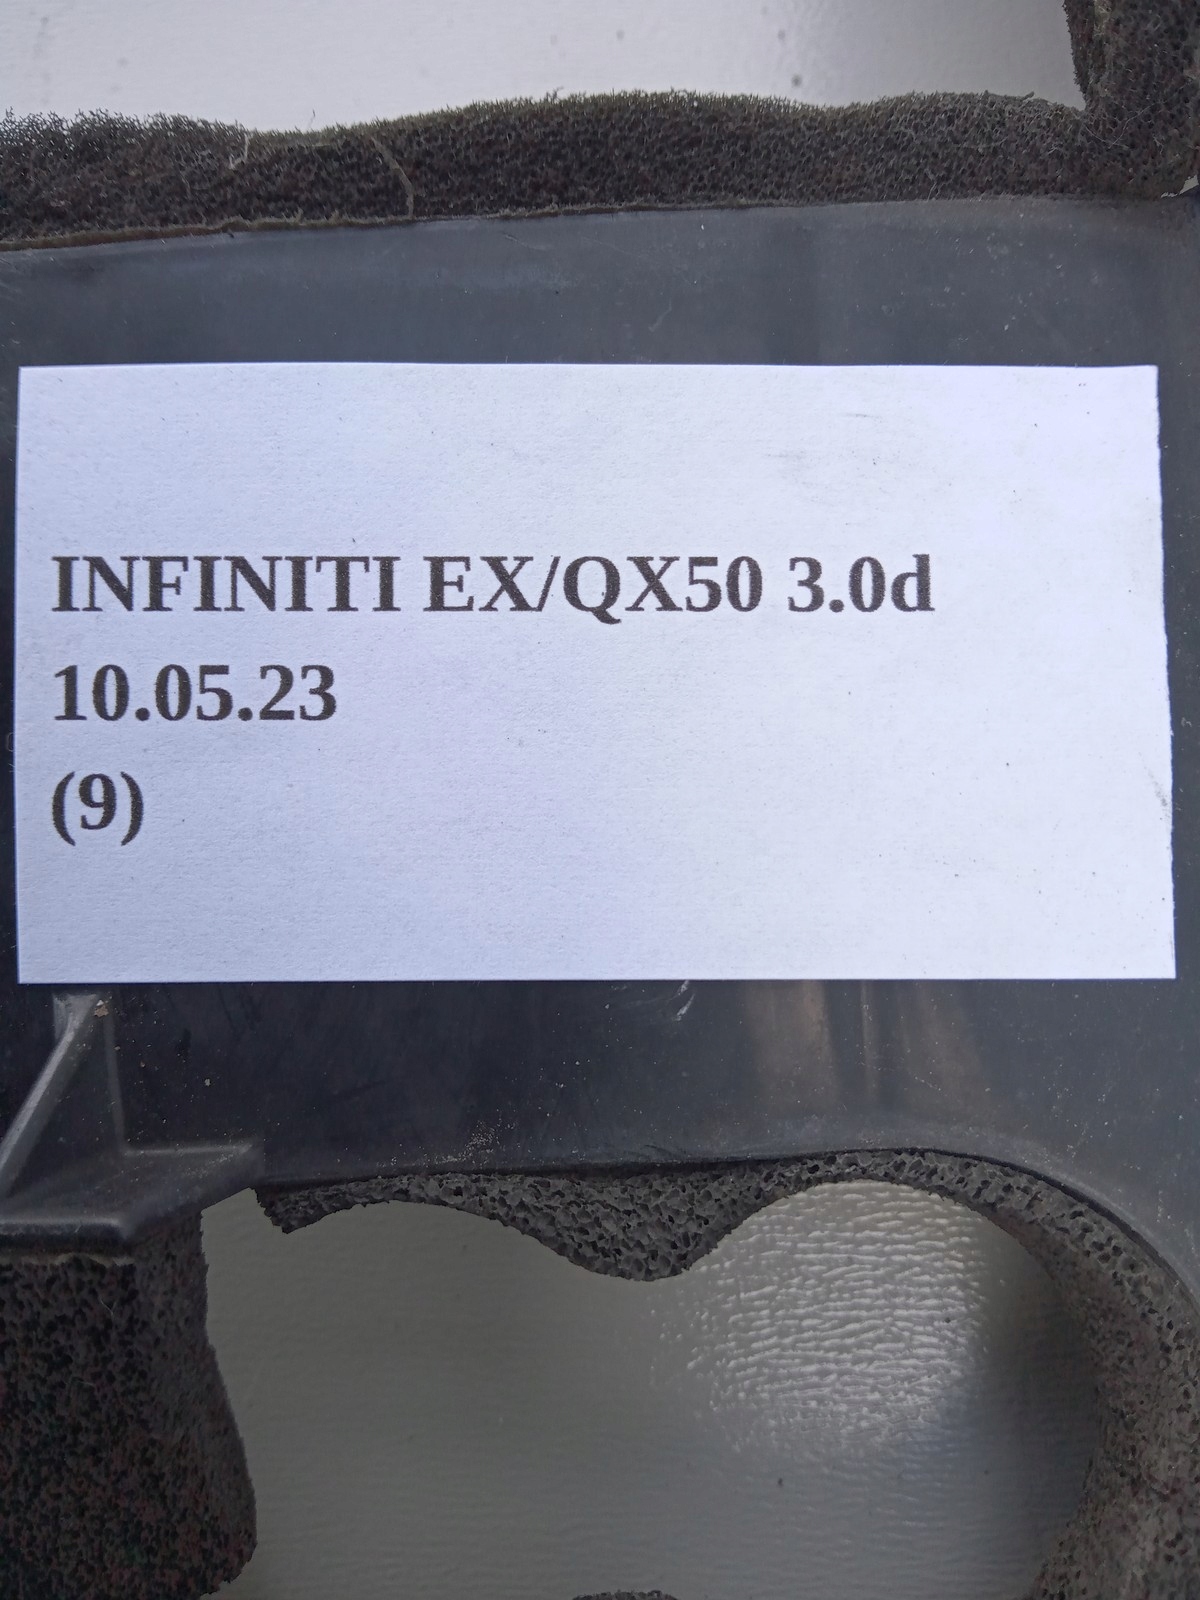 INFINITI EX/QX50 3.0d
10.05.23
(9)